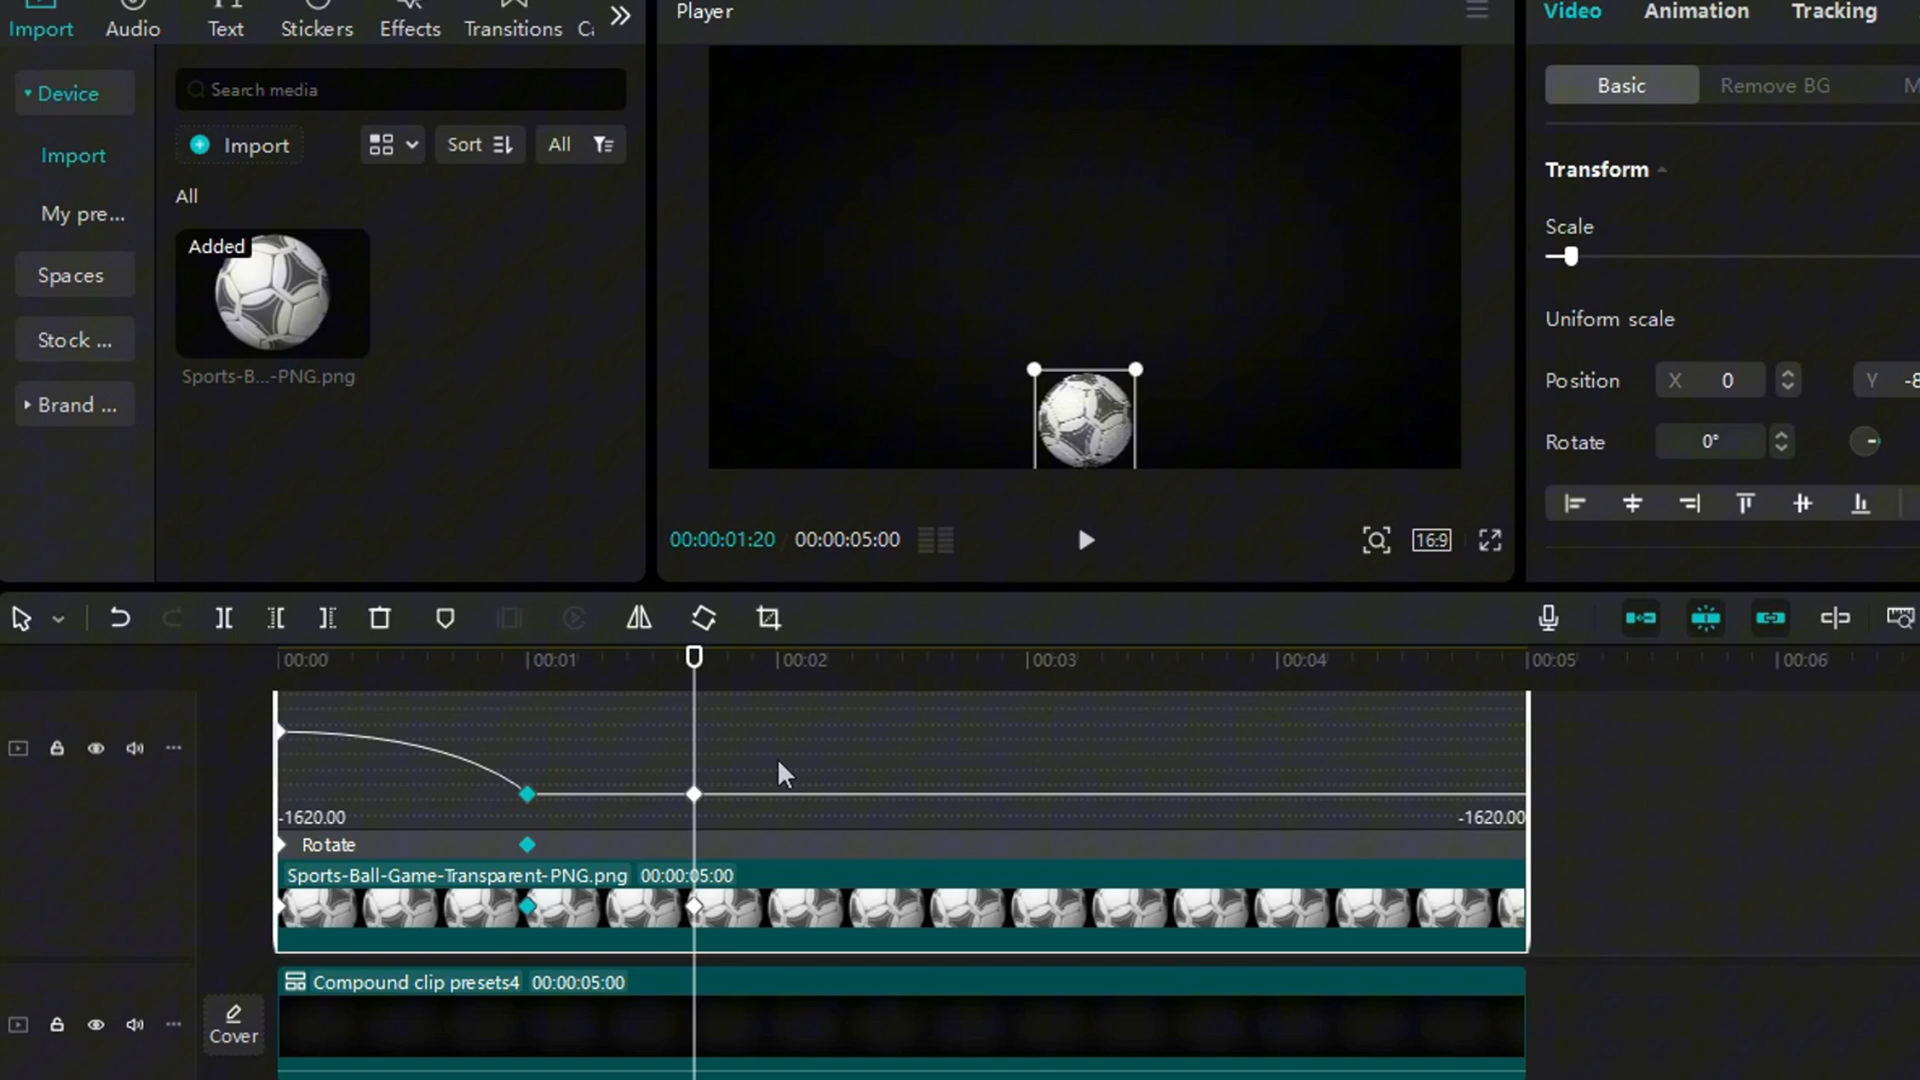 Import
Audio
Text
Stickers
Effects
Transitions
Player
Video
Animation
Tracking
Device
Search media
Basic
Remove BG
M
Import
Sort
All
Import
Transform
My pre...
All
Scale
Added
Spaces
Uniform scale
Stock ...
Sports-B...-PNG.png
Position
X
0
Y
-8
Brand ...
Rotate
0°
00:00:01:20
00:00:05:00
16:9
00:00
00:01
00:02
00:03
00:04
00:05
00:06
-1620.00
-1620.00
Rotate
Sports-Ball-Game-Transparent-PNG.png
00:00:05:00
Compound clip presets4
00:00:05:00
Cover